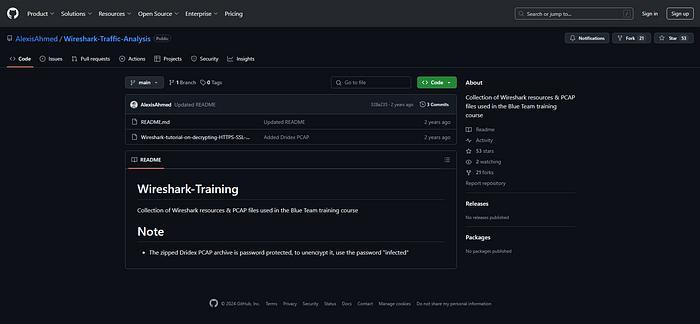 Product Solutions Resources Open Source Enterprise Pricing Search or jump to... / Sign in Sign up
AlexisAhmed / Wireshark-Traffic-Analysis Public Notifications Fork 21 Star 53
Code Issues Pull requests Actions Projects Security Insights
main 1 Branch 0 Tags Go to file Code
AlexisAhmed Updated README 2 years ago 3 Commits
README.md Updated README 2 years ago
Wireshark-tutorial-on-decrypting-HTTPS-SSL-... Added Dridex PCAP 2 years ago
README
Wireshark-Training
Collection of Wireshark resources & PCAP files used in the Blue Team training course
Note
The zipped Dridex PCAP archive is password protected, to unencrypt it, use the password "infected"
About
Collection of Wireshark resources & PCAP
files used in the Blue Team training
course
Readme
Activity
53 stars
2 watching
21 forks
Report repository
Releases
No releases published
Packages
No packages published
© 2024 GitHub, Inc. Terms Privacy Security Status Docs Contact Manage cookies Do not share my personal information